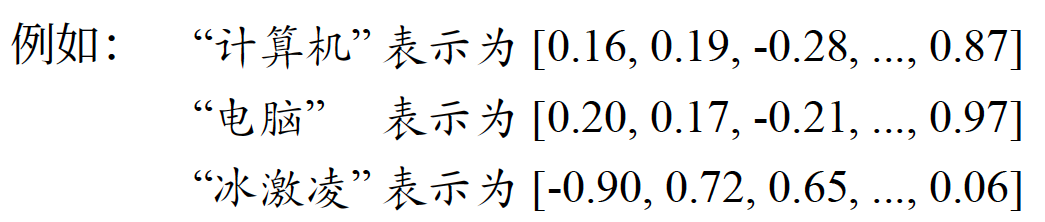 例如： “计算机” 表示为 [0.16, 0.19, -0.28, ..., 0.87]
“电脑” 表示为 [0.20, 0.17, -0.21, ..., 0.97]
“冰激凌” 表示为 [-0.90, 0.72, 0.65, ..., 0.06]